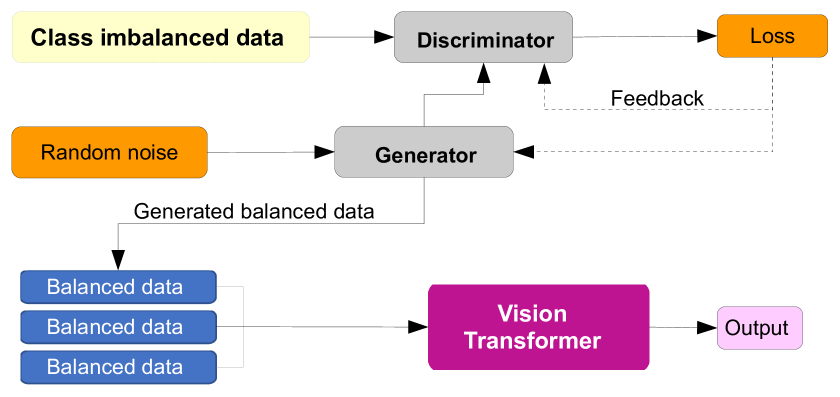 Class imbalanced data
Discriminator
Loss
Feedback
Random noise
Generator
Generated balanced data
Balanced data
Balanced data
Balanced data
Vision
Transformer
Output